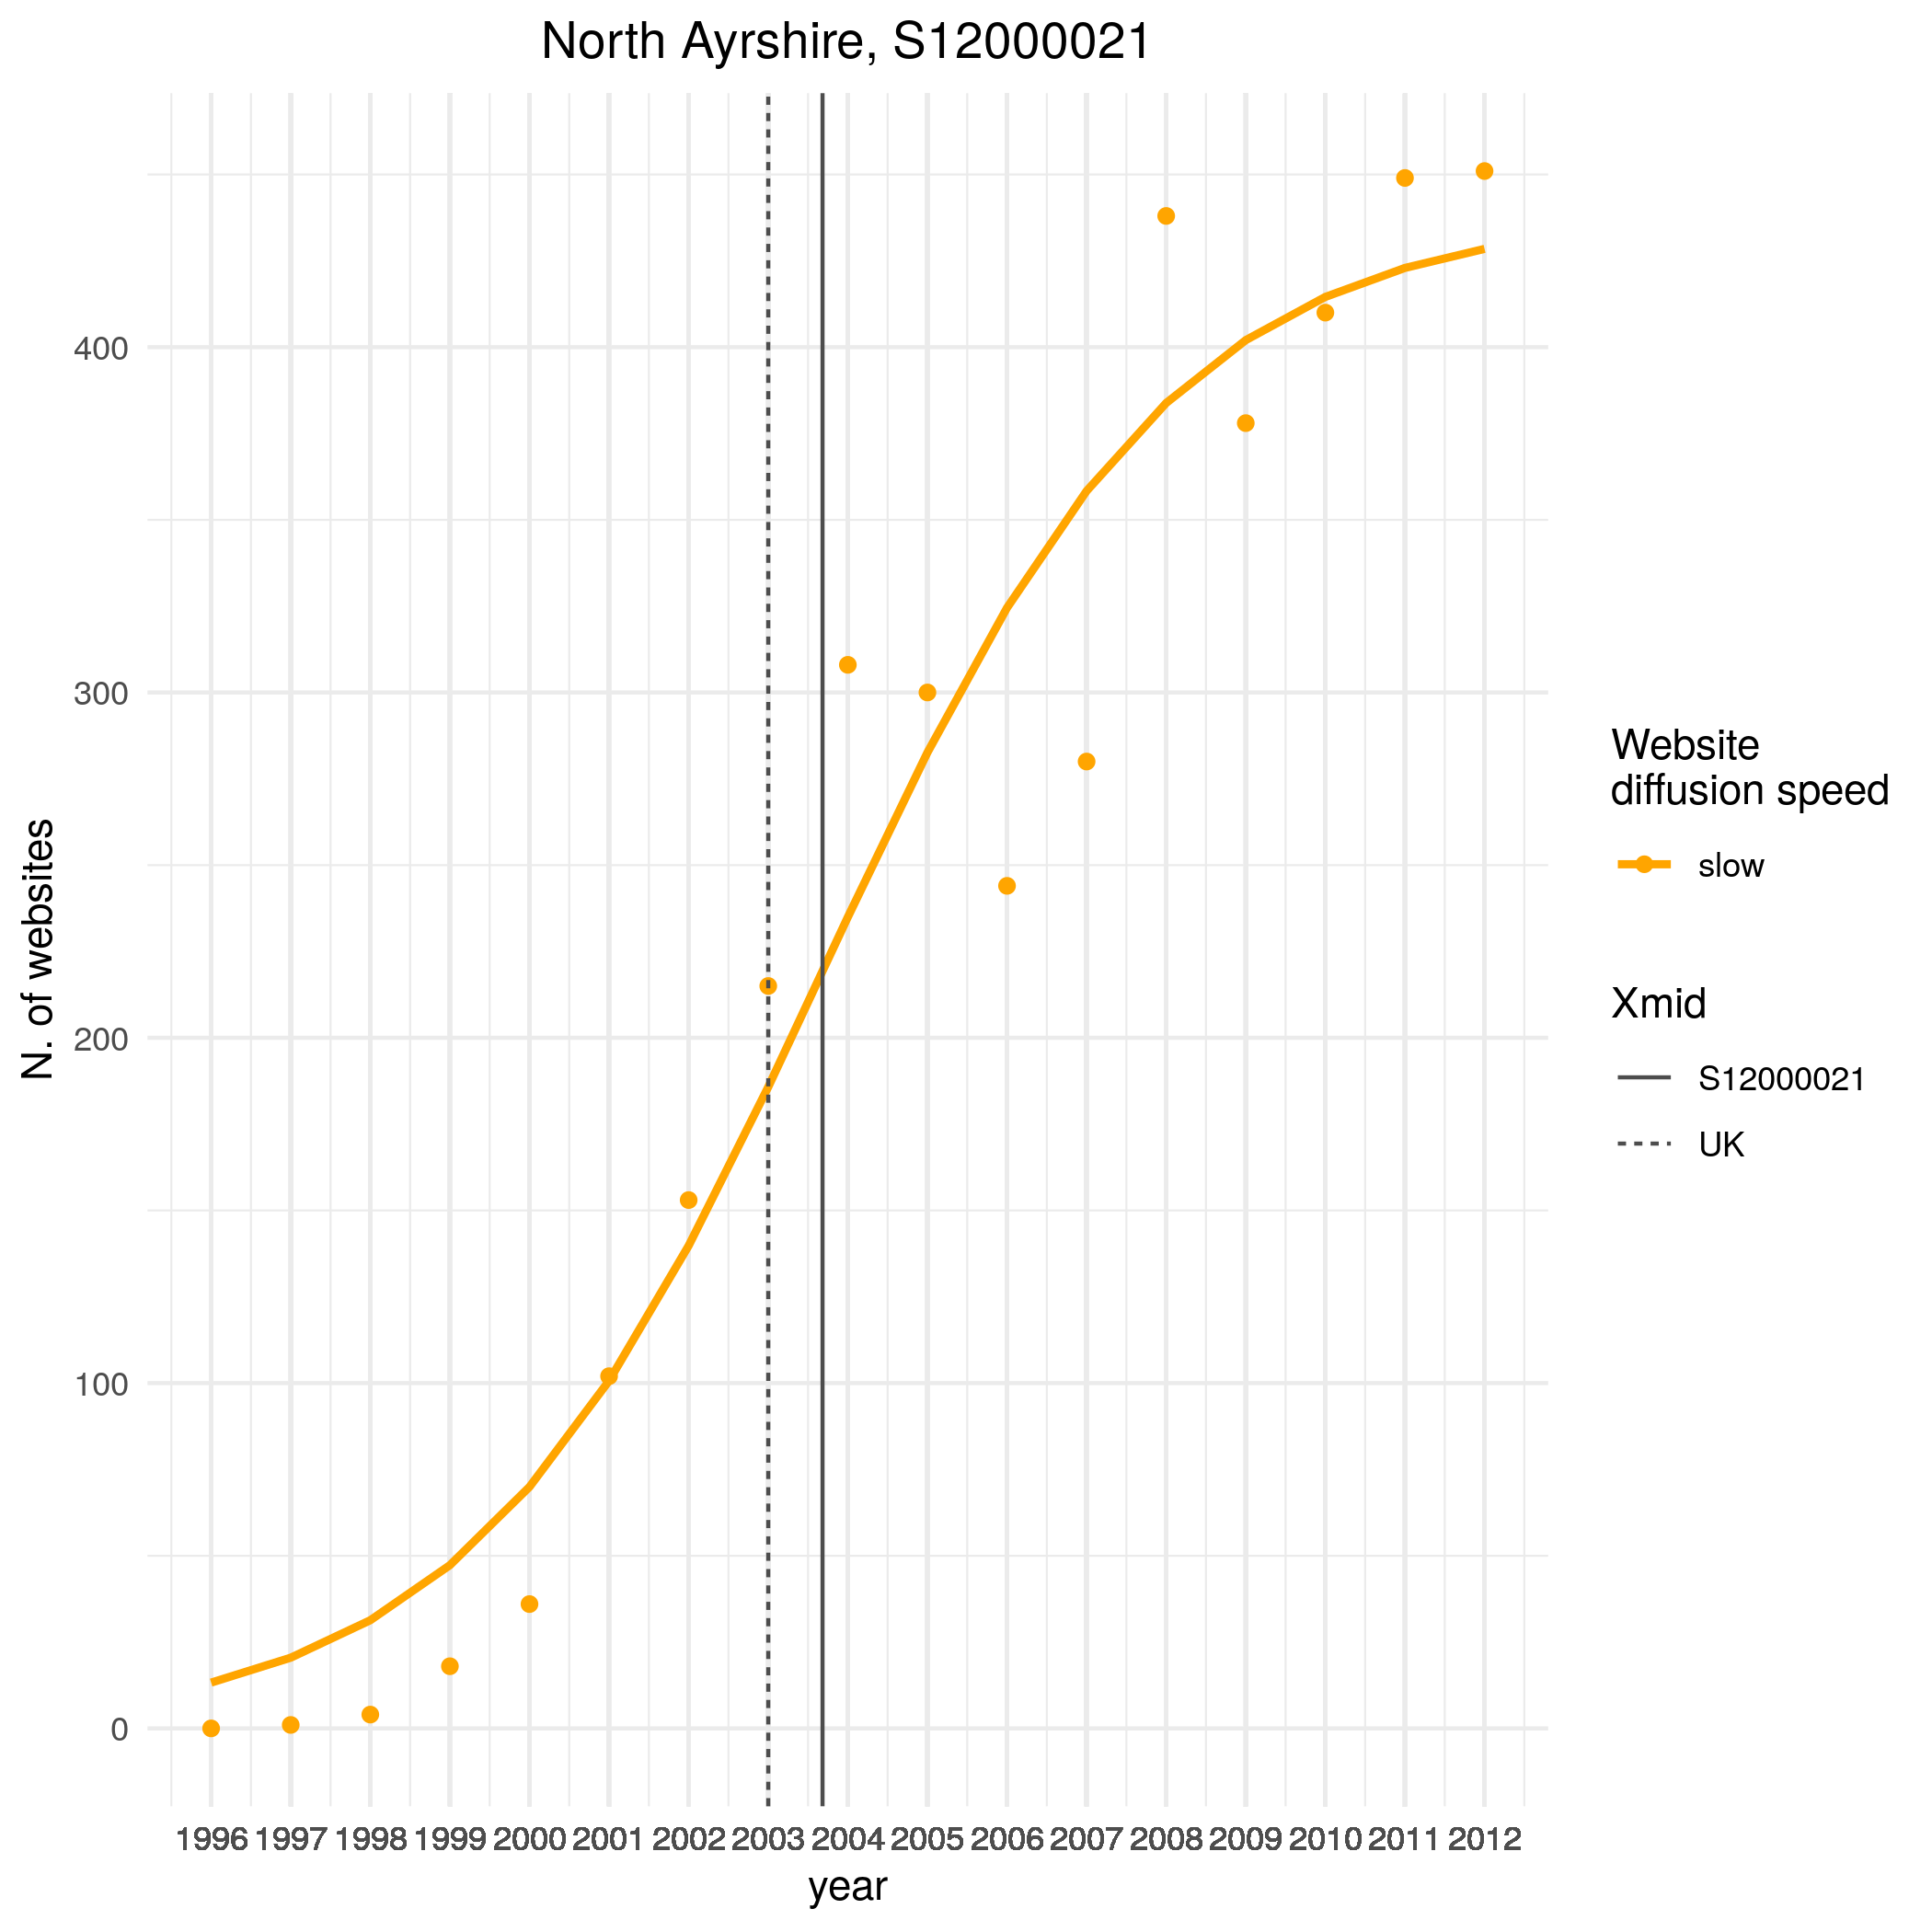 North Ayrshire, S12000021
N. of websites
400
300
200
100
0
1996 1997 1998 1999 2000 2001 2002 2003 2004 2005 2006 2007 2008 2009 2010 2011 2012
year
Website
diffusion speed
slow
Xmid
S12000021
UK